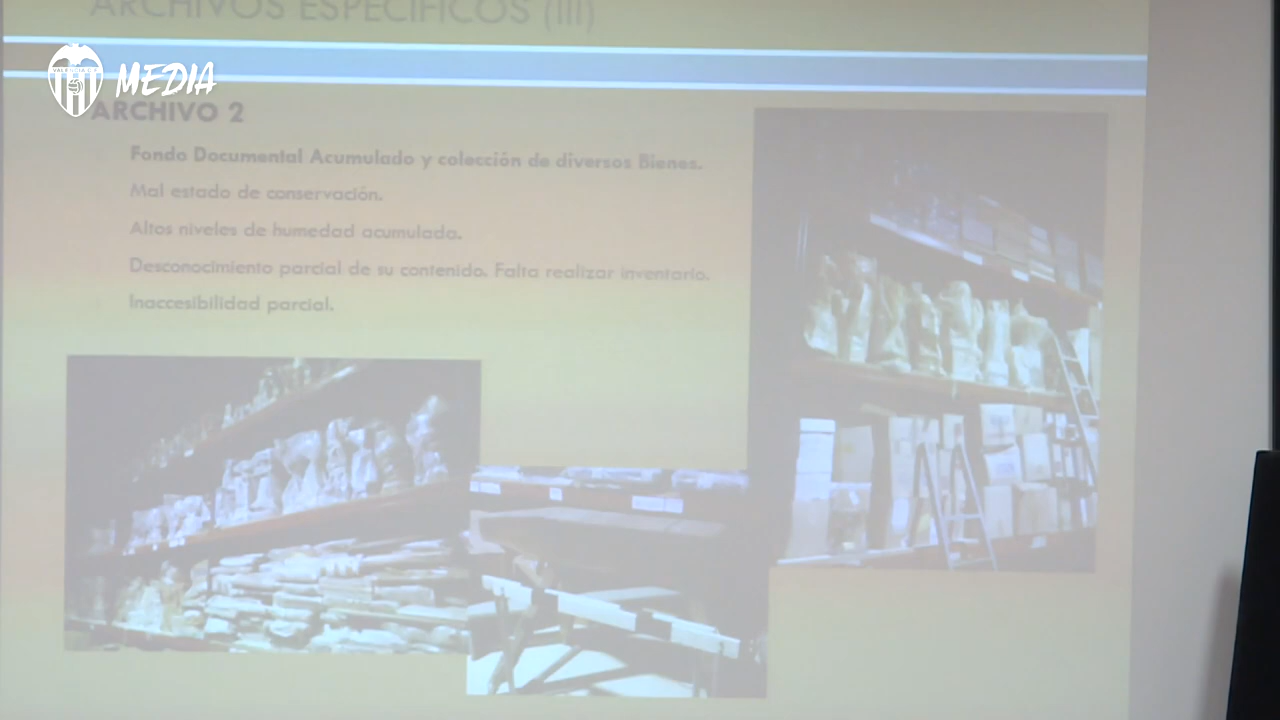 ARCHIVOS ESPECÍFICOS (III)
VALENCIA C.F.
MEDIA
ARCHIVO 2
Fondo Documental Acumulado y colección de diversos Bienes.
Mal estado de conservación.
Altos niveles de humedad acumulada.
Desconocimiento parcial de su contenido. Falta realizar inventario.
Inaccesibilidad parcial.